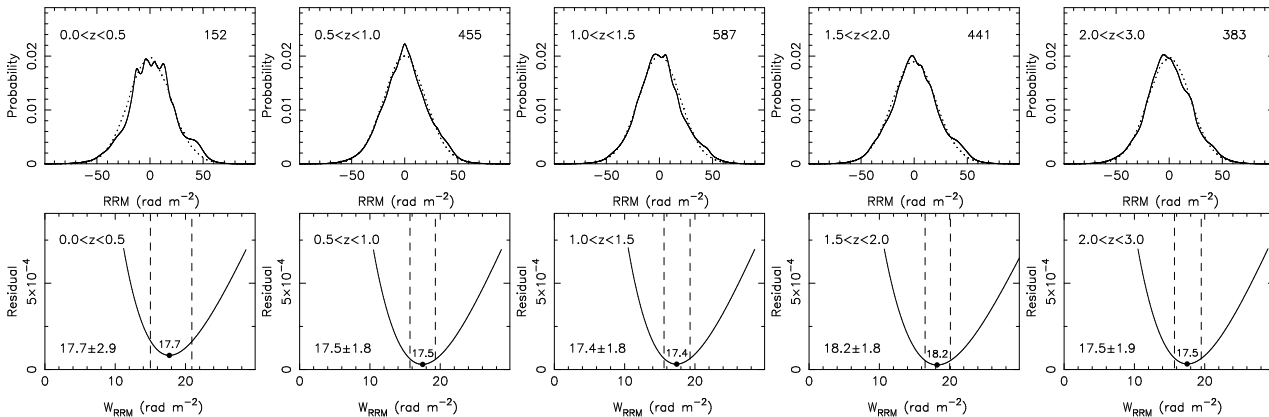 0.0<z<0.5 152
0.02
0.01
0
Probability
−50 0 50
RRM (rad m⁻²)
0.5<z<1.0 455
0.02
0.01
0
Probability
−50 0 50
RRM (rad m⁻²)
1.0<z<1.5 587
0.02
0.01
0
Probability
−50 0 50
RRM (rad m⁻²)
1.5<z<2.0 441
0.02
0.01
0
Probability
−50 0 50
RRM (rad m⁻²)
2.0<z<3.0 383
0.02
0.01
0
Probability
−50 0 50
RRM (rad m⁻²)
0.0<z<0.5
5×10⁻⁴
0
Residual
17.7
17.7±2.9
0 10 20
W_RRM (rad m⁻²)
0.5<z<1.0
5×10⁻⁴
0
Residual
17.5
17.5±1.8
0 10 20
W_RRM (rad m⁻²)
1.0<z<1.5
5×10⁻⁴
0
Residual
17.4
17.4±1.8
0 10 20
W_RRM (rad m⁻²)
1.5<z<2.0
5×10⁻⁴
0
Residual
18.2
18.2±1.8
0 10 20
W_RRM (rad m⁻²)
2.0<z<3.0
5×10⁻⁴
0
Residual
17.5
17.5±1.9
0 10 20
W_RRM (rad m⁻²)